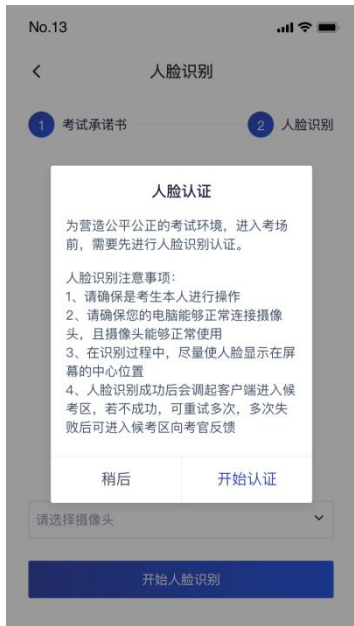 No.13
人脸识别
1 考试承诺书 2 人脸识别
人脸认证
为营造公平公正的考试环境，进入考场
前，需要先进行人脸识别认证。
人脸识别注意事项：
1、请确保是考生本人进行操作
2、请确保您的电脑能够正常连接摄像
头，且摄像头能够正常使用
3、在识别过程中，尽量使人脸显示在屏
幕的中心位置
4、人脸识别成功后会调起客户端进入候
考区，若不成功，可重试多次，多次失
败后可进入候考区向考官反馈
稍后 开始认证
请选择摄像头
开始人脸识别